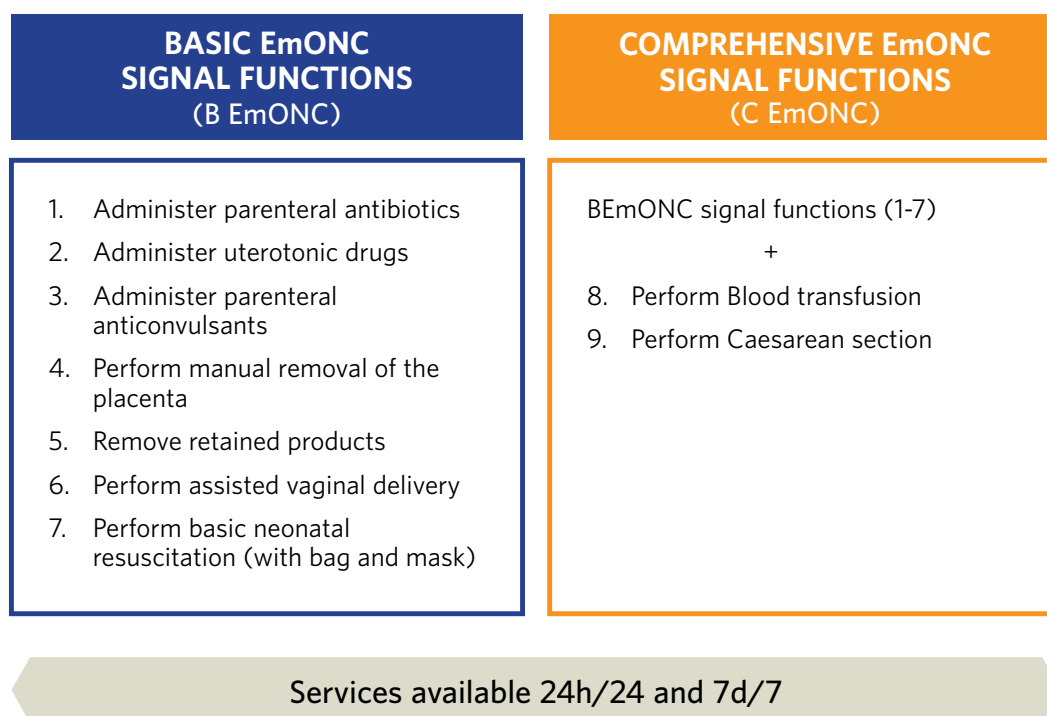 BASIC EmONC
SIGNAL FUNCTIONS
(B EmONC)
1. Administer parenteral antibiotics
2. Administer uterotonic drugs
3. Administer parenteral
anticonvulsants
4. Perform manual removal of the
placenta
5. Remove retained products
6. Perform assisted vaginal delivery
7. Perform basic neonatal
resuscitation (with bag and mask)
COMPREHENSIVE EmONC
SIGNAL FUNCTIONS
(C EmONC)
BEmONC signal functions (1-7)
+
8. Perform Blood transfusion
9. Perform Caesarean section
Services available 24h/24 and 7d/7